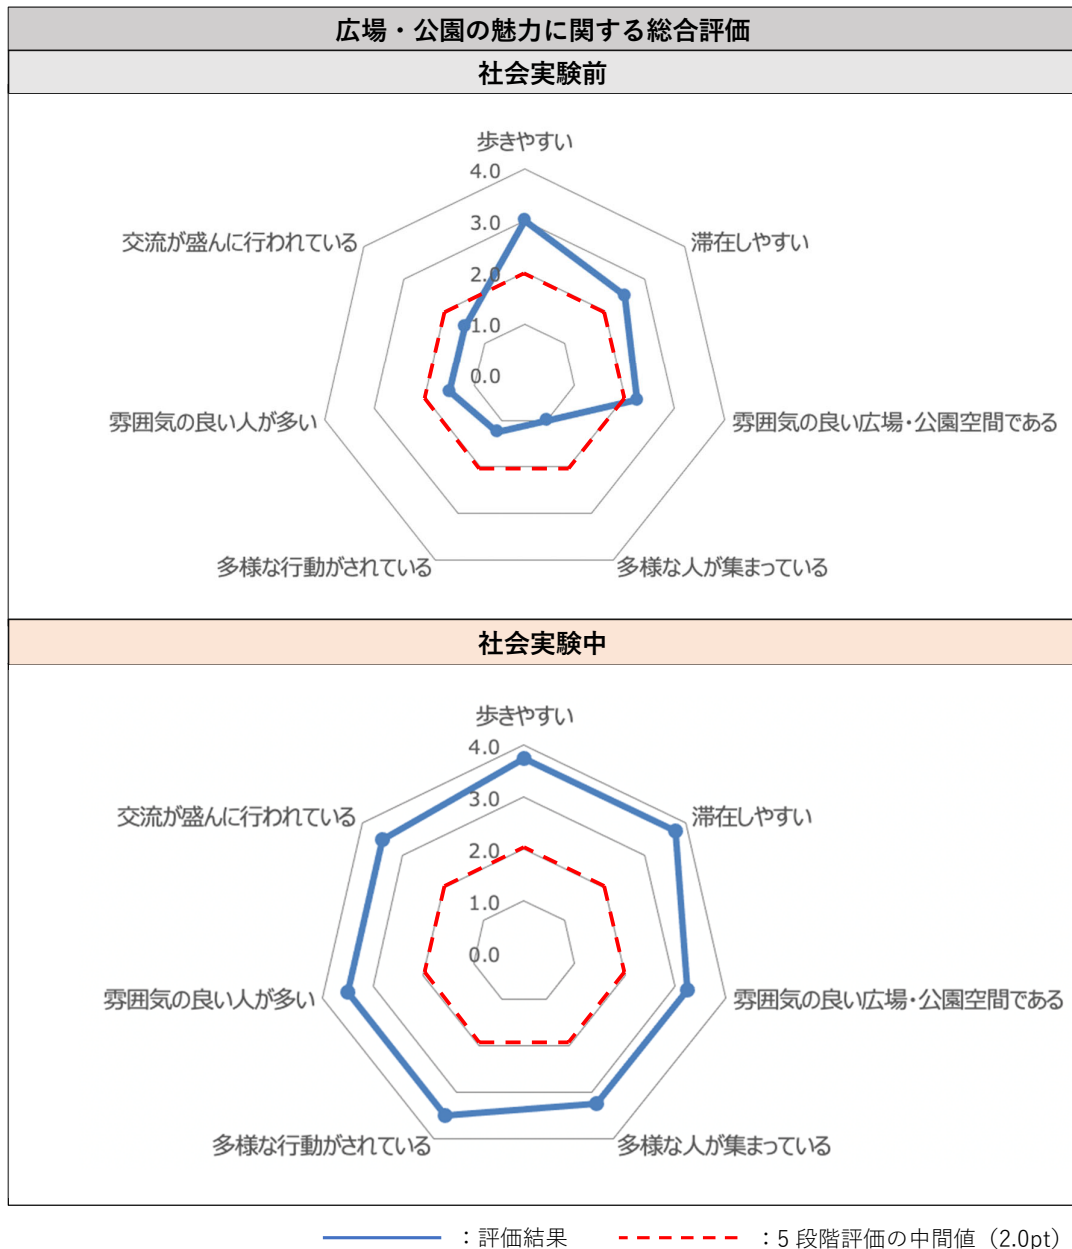 広場・公園の魅力に関する総合評価
社会実験前
歩きやすい
4.0
3.0
2.0
1.0
0.0
交流が盛んに行われている
滞在しやすい
雰囲気の良い人が多い
雰囲気の良い広場・公園空間である
多様な行動がされている
多様な人が集まっている
社会実験中
歩きやすい
4.0
3.0
2.0
1.0
0.0
交流が盛んに行われている
滞在しやすい
雰囲気の良い人が多い
雰囲気の良い広場・公園空間である
多様な行動がされている
多様な人が集まっている
：評価結果 ：5 段階評価の中間値（2.0pt）